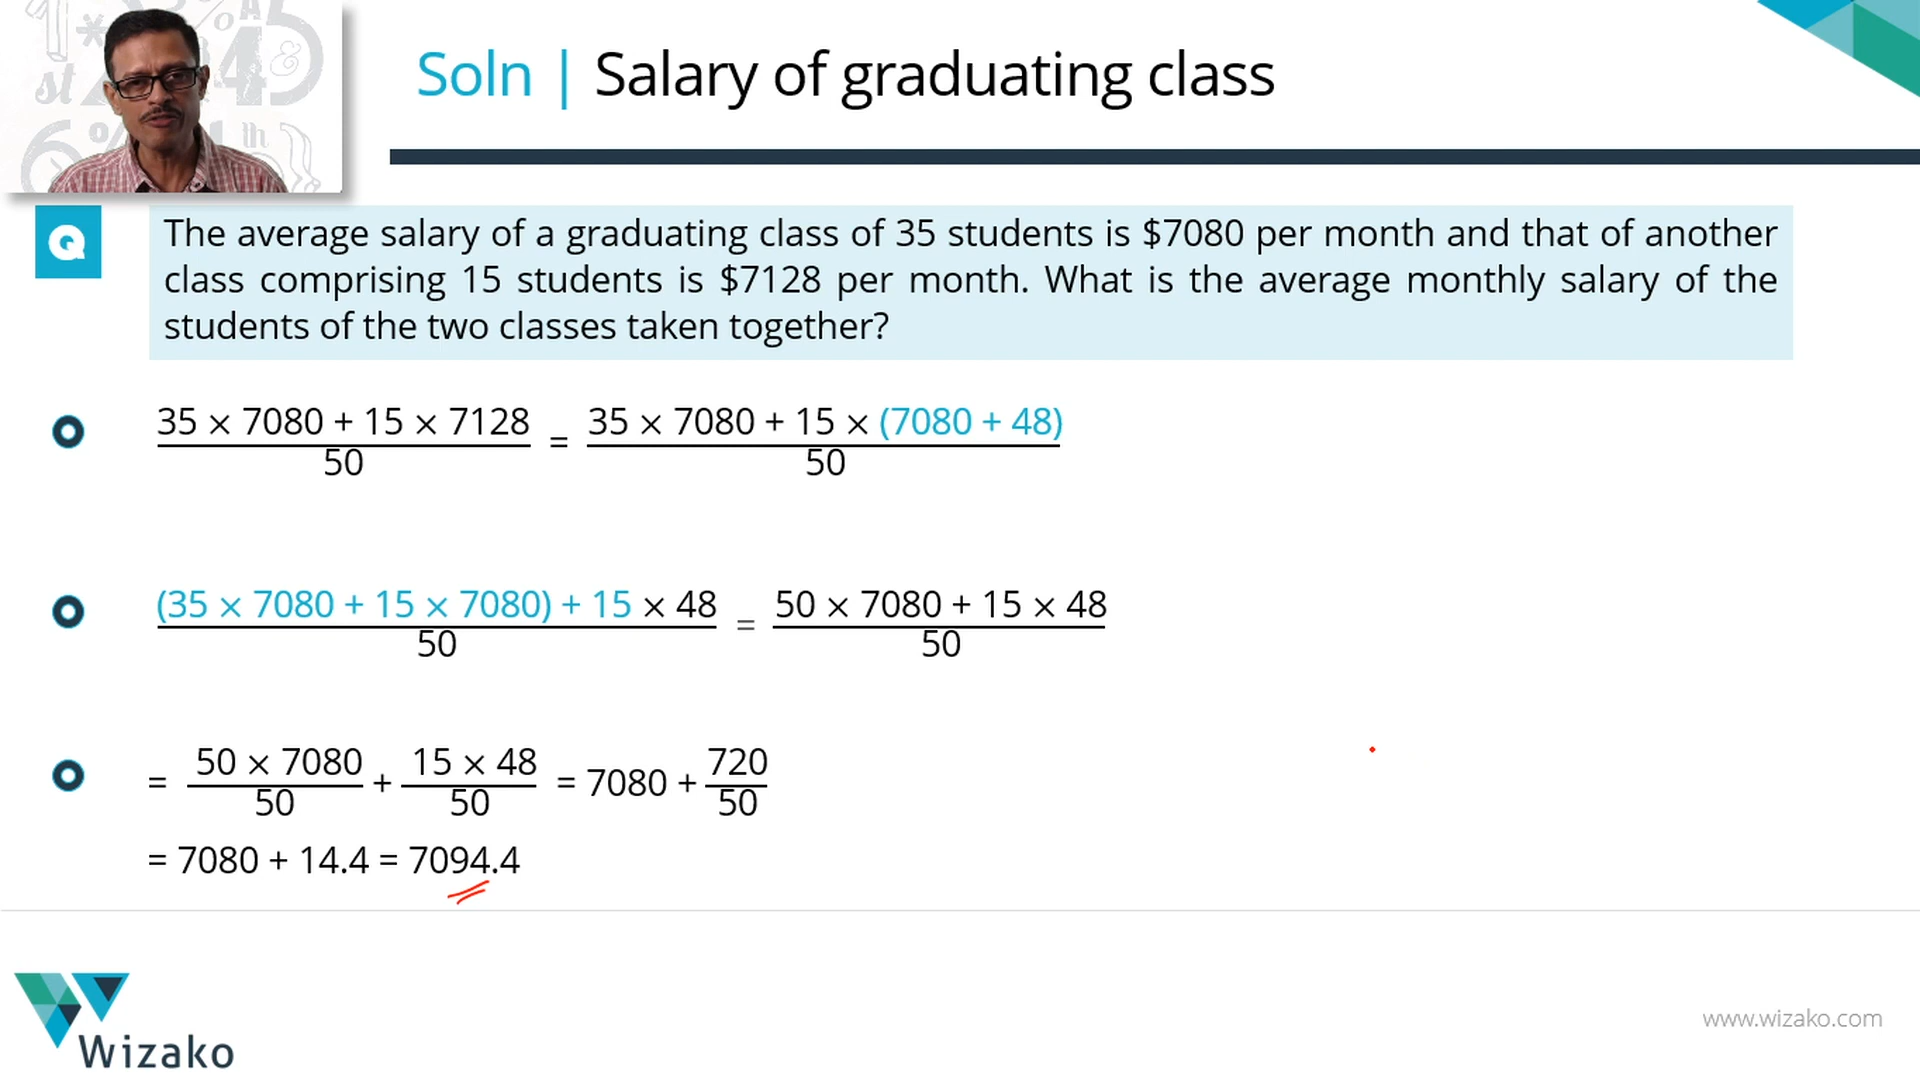 Soln | Salary of graduating class
Q
The average salary of a graduating class of 35 students is $7080 per month and that of another
class comprising 15 students is $7128 per month. What is the average monthly salary of the
students of the two classes taken together?
35 × 7080 + 15 × 7128 = 35 × 7080 + 15 × (7080 + 48)
50 50
(35 × 7080 + 15 × 7080) + 15 × 48 = 50 × 7080 + 15 × 48
50 50
= 50 × 7080 + 15 × 48 = 7080 + 720
50 50 50
= 7080 + 14.4 = 7094.4
Wizako
www.wizako.com